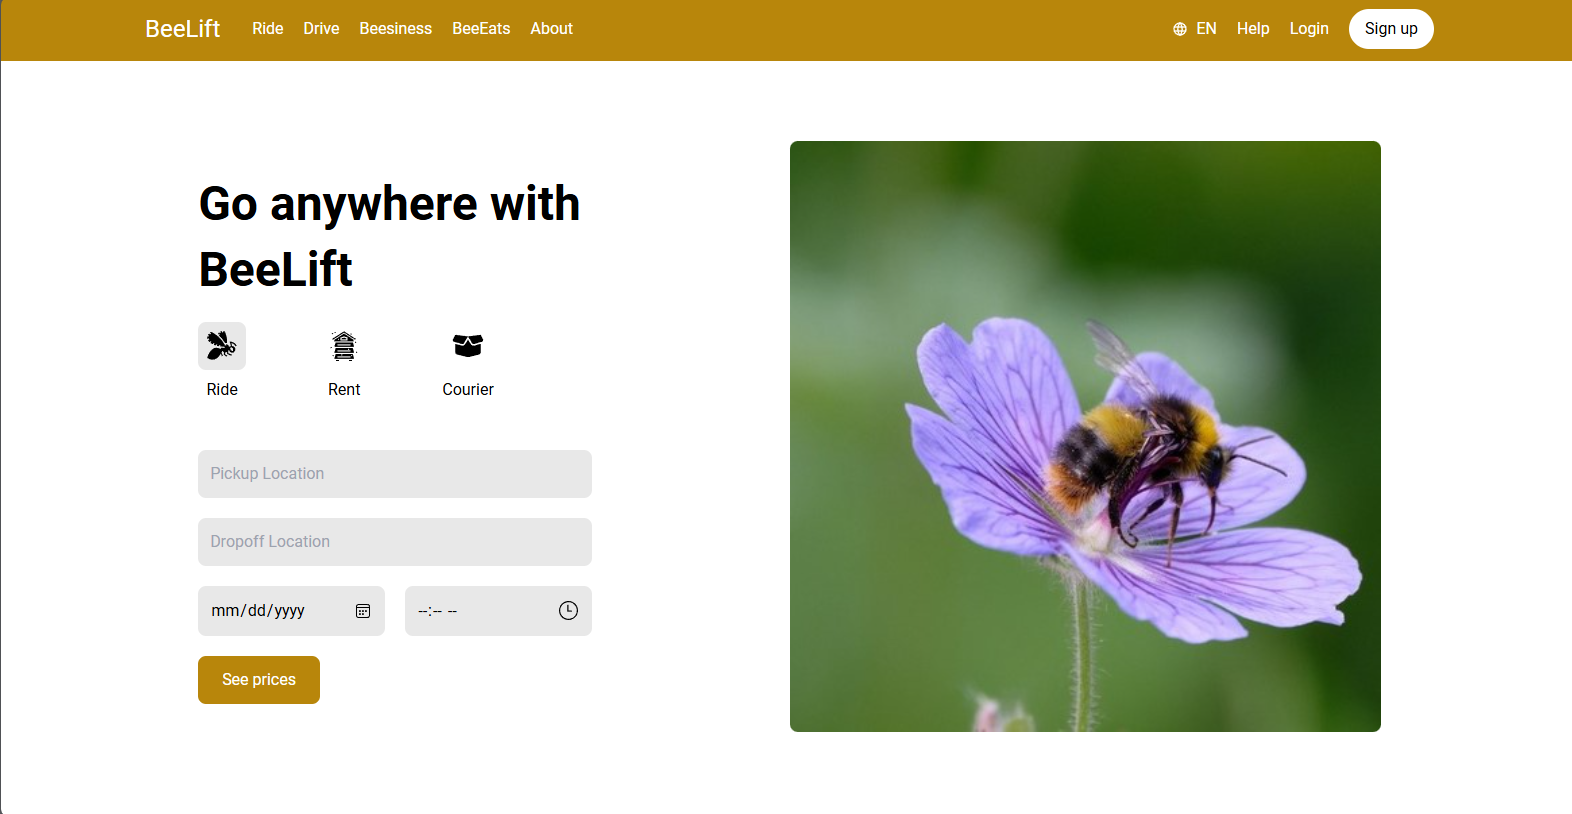 BeeLift Ride Drive Beesiness BeeEats About EN Help Login Sign up
Go anywhere with
BeeLift
Ride Rent Courier
Pickup Location
Dropoff Location
mm/dd/yyyy --:-- --
See prices